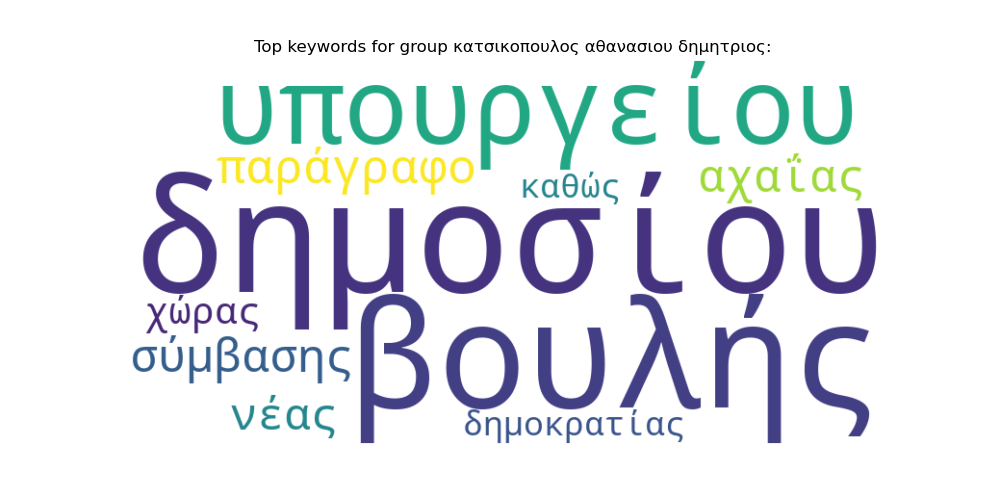 Top keywords for group κατσικοπουλος αθανασιου δημητριος:
υπουργείου
παράγραφο
καθώς
αχαΐας
δημοσίου
χώρας
βουλής
σύμβασης
νέας
δημοκρατίας